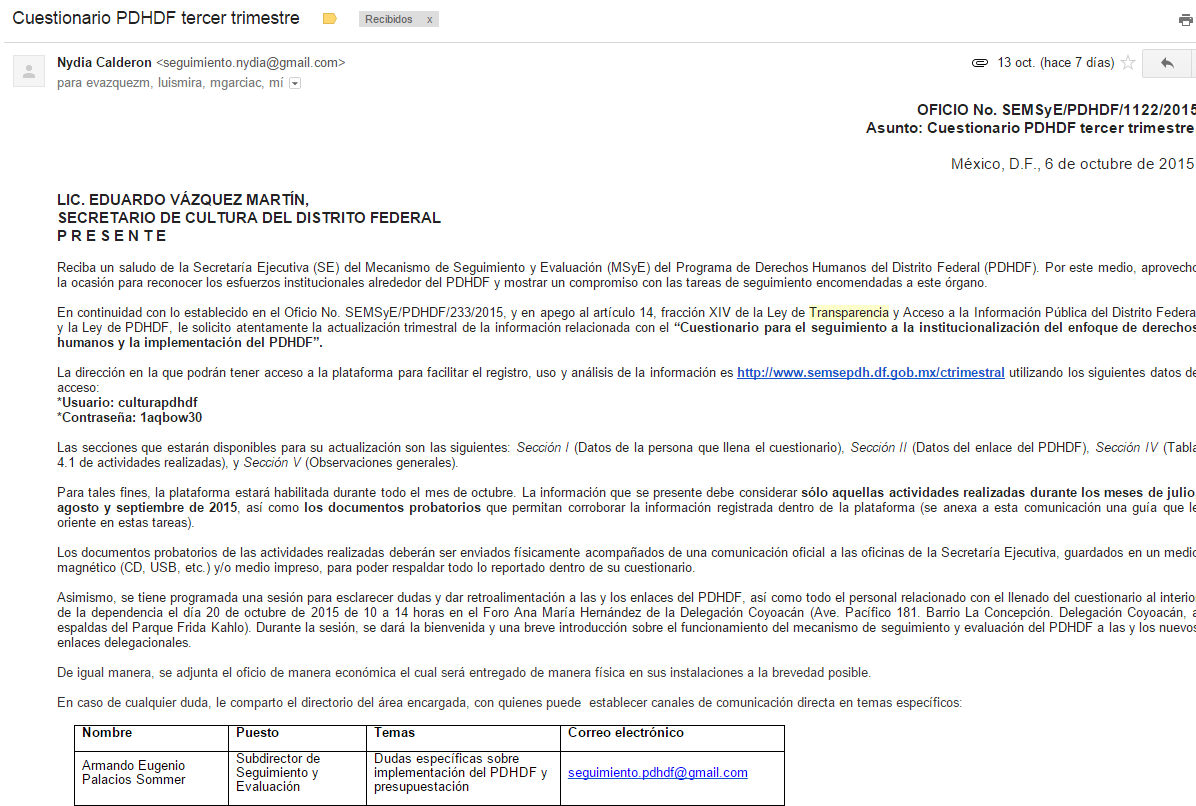 Cuestionario PDHDF tercer trimestre
Recibidos x
Nydia Calderon <seguimiento.nydia@gmail.com>
13 oct. (hace 7 días)
para evazquezm, luismira, mgarciac, mí
OFICIO No. SEMSyE/PDHDF/1122/2015
Asunto: Cuestionario PDHDF tercer trimestre
México, D.F., 6 de octubre de 2015
LIC. EDUARDO VÁZQUEZ MARTÍN,
SECRETARIO DE CULTURA DEL DISTRITO FEDERAL
P R E S E N T E
Reciba un saludo de la Secretaría Ejecutiva (SE) del Mecanismo de Seguimiento y Evaluación (MSyE) del Programa de Derechos Humanos del Distrito Federal (PDHDF). Por este medio, aprovecho
la ocasión para reconocer los esfuerzos institucionales alrededor del PDHDF y mostrar un compromiso con las tareas de seguimiento encomendadas a este órgano.
En continuidad con lo establecido en el Oficio No. SEMSyE/PDHDF/233/2015, y en apego al artículo 14, fracción XIV de la Ley de Transparencia y Acceso a la Información Pública del Distrito Federal
y la Ley de PDHDF, le solicito atentamente la actualización trimestral de la información relacionada con el “Cuestionario para el seguimiento a la institucionalización del enfoque de derechos
humanos y la implementación del PDHDF”.
La dirección en la que podrán tener acceso a la plataforma para facilitar el registro, uso y análisis de la información es http://www.semsepdh.df.gob.mx/ctrimestral utilizando los siguientes datos de
acceso:
*Usuario: culturapdhdf
*Contraseña: 1aqbow30
Las secciones que estarán disponibles para su actualización son las siguientes: Sección I (Datos de la persona que llena el cuestionario), Sección II (Datos del enlace del PDHDF), Sección IV (Tabla
4.1 de actividades realizadas), y Sección V (Observaciones generales).
Para tales fines, la plataforma estará habilitada durante todo el mes de octubre. La información que se presente debe considerar sólo aquellas actividades realizadas durante los meses de julio,
agosto y septiembre de 2015, así como los documentos probatorios que permitan corroborar la información registrada dentro de la plataforma (se anexa a esta comunicación una guía que le
oriente en estas tareas).
Los documentos probatorios de las actividades realizadas deberán ser enviados físicamente acompañados de una comunicación oficial a las oficinas de la Secretaría Ejecutiva, guardados en un medio
magnético (CD, USB, etc.) y/o medio impreso, para poder respaldar todo lo reportado dentro de su cuestionario.
Asimismo, se tiene programada una sesión para esclarecer dudas y dar retroalimentación a las y los enlaces del PDHDF, así como todo el personal relacionado con el llenado del cuestionario al interior
de la dependencia el día 20 de octubre de 2015 de 10 a 14 horas en el Foro Ana María Hernández de la Delegación Coyoacán (Ave. Pacífico 181. Barrio La Concepción. Delegación Coyoacán, a
espaldas del Parque Frida Kahlo). Durante la sesión, se dará la bienvenida y una breve introducción sobre el funcionamiento del mecanismo de seguimiento y evaluación del PDHDF a las y los nuevos
enlaces delegacionales.
De igual manera, se adjunta el oficio de manera económica el cual será entregado de manera física en sus instalaciones a la brevedad posible.
En caso de cualquier duda, le comparto el directorio del área encargada, con quienes puede establecer canales de comunicación directa en temas específicos:
Nombre Puesto Temas Correo electrónico
Armando Eugenio
Palacios Sommer
Subdirector de
Seguimiento y
Evaluación
Dudas específicas sobre
implementación del PDHDF y
presupuestación
seguimiento.pdhdf@gmail.com